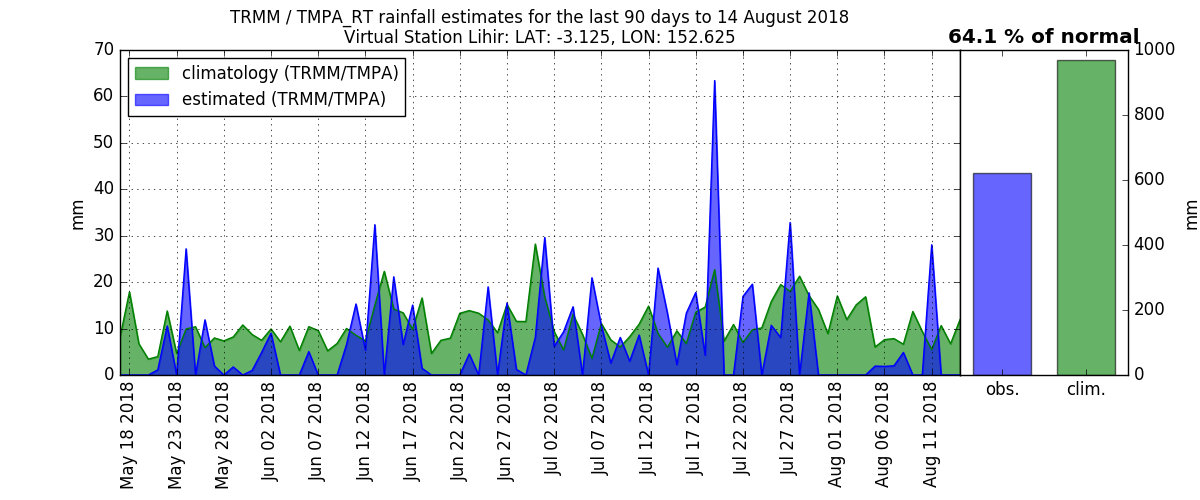 TRMM / TMPA_RT rainfall estimates for the last 90 days to 14 August 2018
Virtual Station Lihir: LAT: -3.125, LON: 152.625
64.1 % of normal
climatology (TRMM/TMPA)
estimated (TRMM/TMPA)
mm
70
60
50
40
30
20
10
0
May 18 2018
May 23 2018
May 28 2018
Jun 02 2018
Jun 07 2018
Jun 12 2018
Jun 17 2018
Jun 22 2018
Jun 27 2018
Jul 02 2018
Jul 07 2018
Jul 12 2018
Jul 17 2018
Jul 22 2018
Jul 27 2018
Aug 01 2018
Aug 06 2018
Aug 11 2018
obs.
clim.
1000
800
600
400
200
0
mm